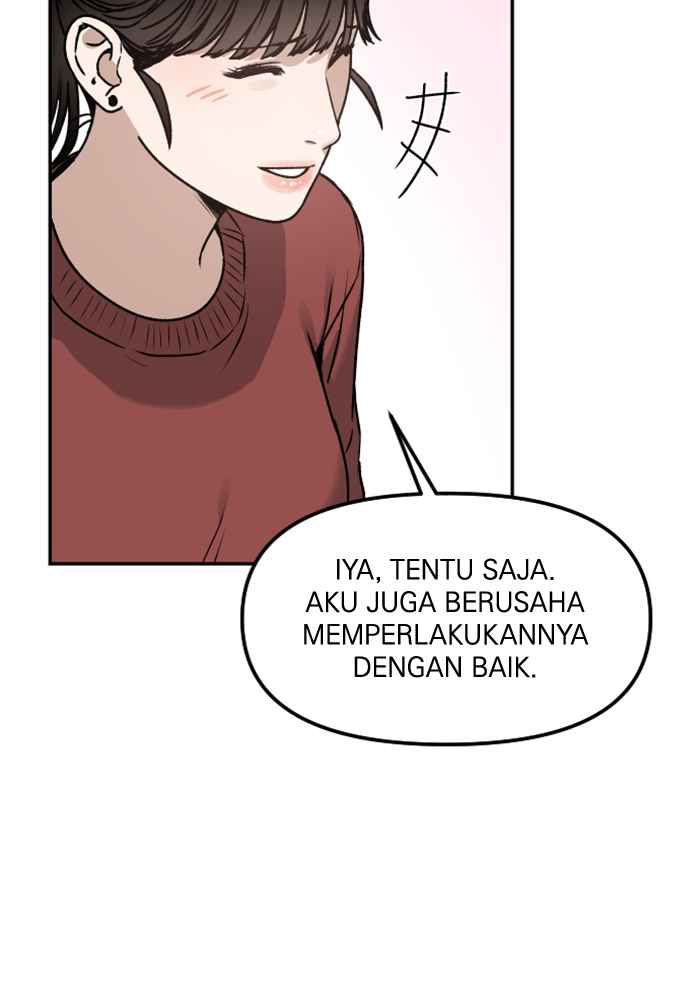 IYA, TENTU SAJA.
AKU JUGA BERUSAHA
MEMPERLAKUKANNYA
DENGAN BAIK.